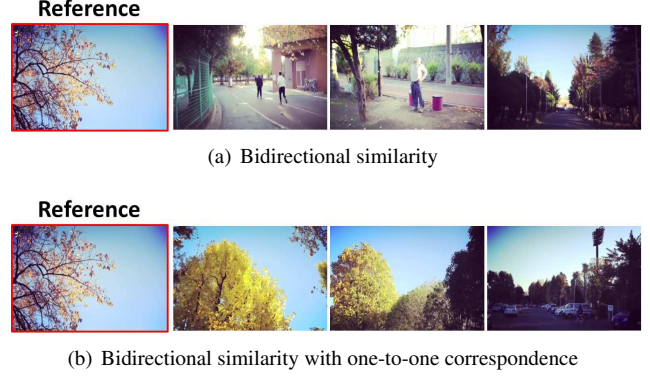 Reference
(a) Bidirectional similarity
Reference
(b) Bidirectional similarity with one-to-one correspondence